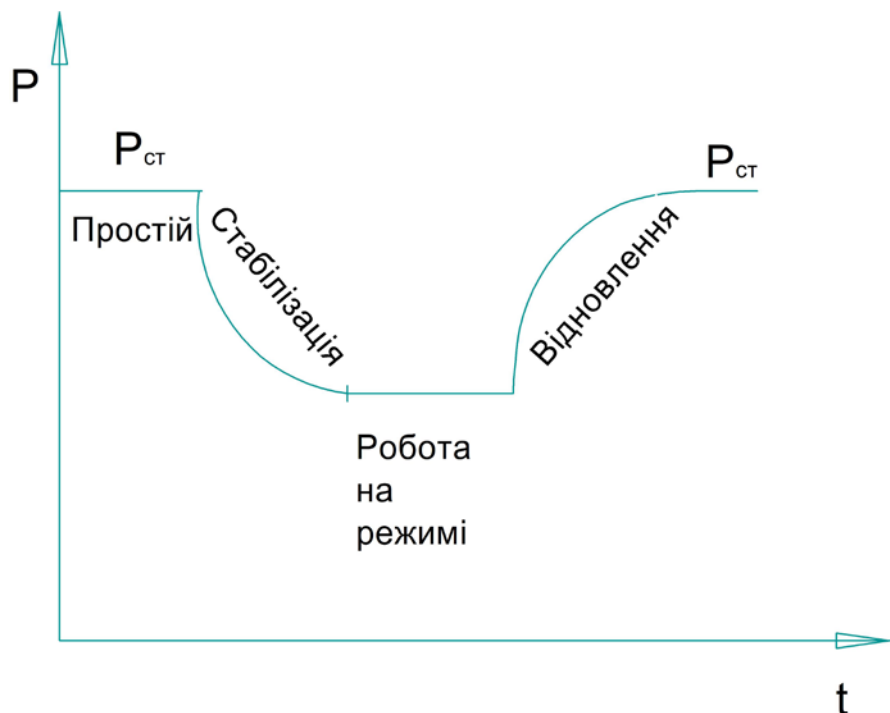 P
Pст
Простій
Стабілізація
Робота
на
режимі
Відновлення
Pст
t